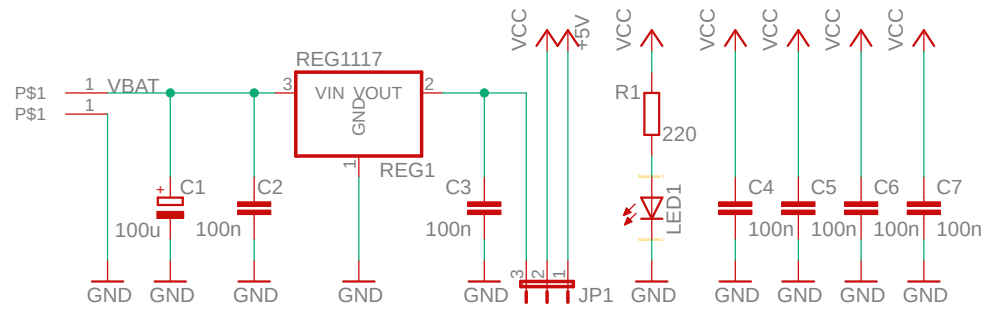 VCC
+5V
VCC
VCC
VCC
VCC
VCC
REG1117
P$1 1 VBAT
P$1 1
3 VIN VOUT 2
GND
1
REG1
R1
220
C1
100u
C2
100n
C3
100n
LED1
C4
100n
C5
100n
C6
100n
C7
100n
3 2 1
JP1
GND
GND
GND
GND
GND
GND
GND
GND
GND
GND